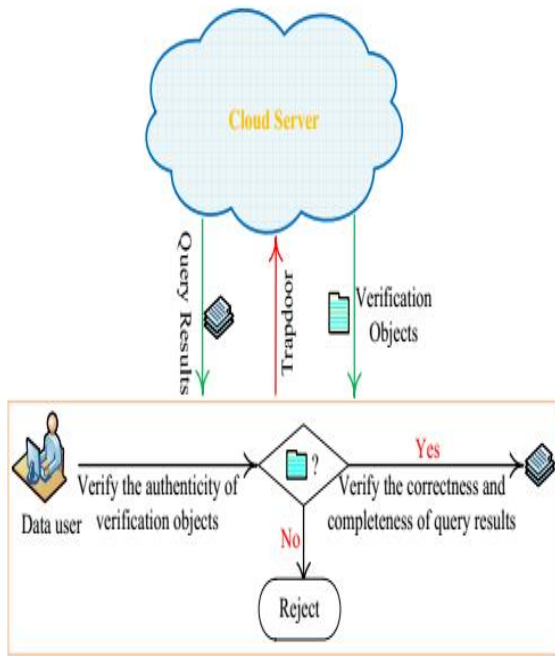 Cloud Server
Query Results
Trapdoor
Verification
Objects
Data user
Verify the authenticity of
verification objects
?
Yes
Verify the correctness and
completeness of query results
No
Reject